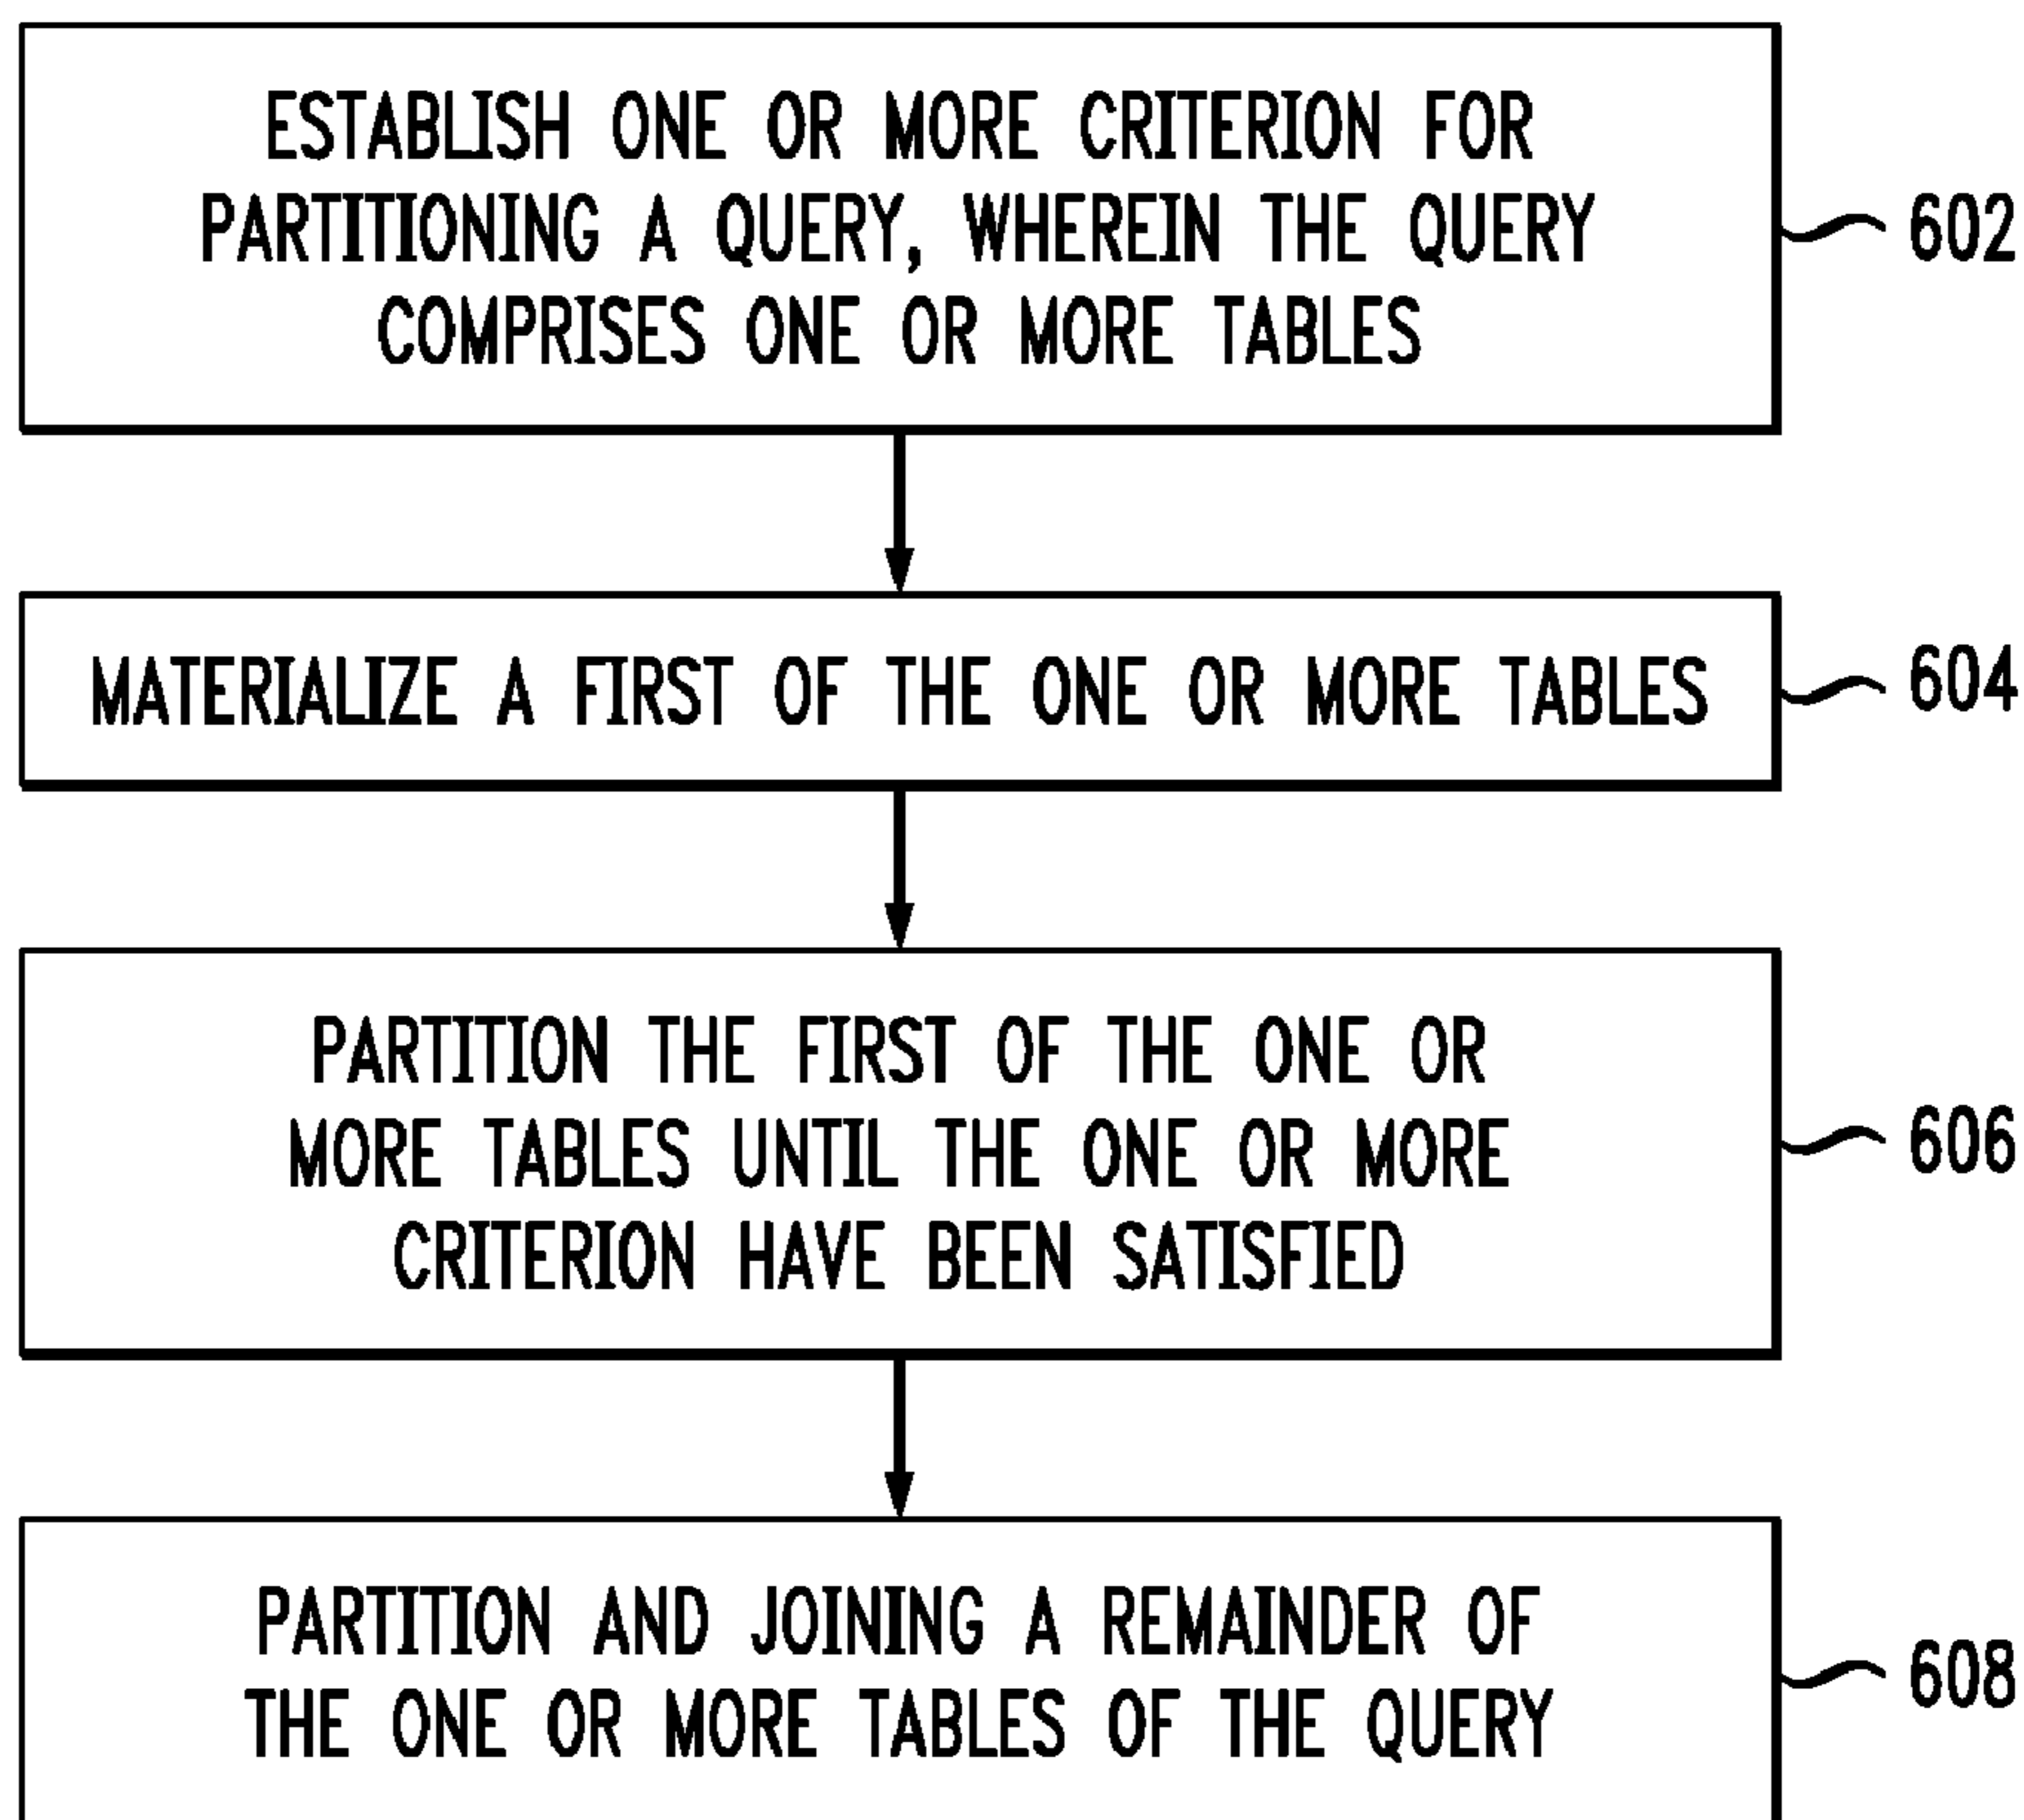 ESTABLISH ONE OR MORE CRITERION FOR
PARTITIONING A QUERY, WHEREIN THE QUERY
COMPRISES ONE OR MORE TABLES
602
MATERIALIZE A FIRST OF THE ONE OR MORE TABLES
604
PARTITION THE FIRST OF THE ONE OR
MORE TABLES UNTIL THE ONE OR MORE
CRITERION HAVE BEEN SATISFIED
606
PARTITION AND JOINING A REMAINDER OF
THE ONE OR MORE TABLES OF THE QUERY
608